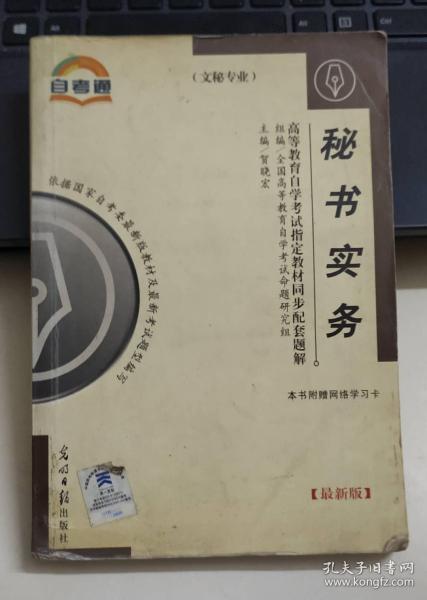 自考通
（文秘专业）
秘书实务
高等教育自学考试指定教材同步配套题解
组编/全国高等教育自学考试命题研究组
主编/贺晓宏
依据国家自考委最新版教材及最新考试题型编写
本书附赠网络学习卡
【最新版】
光明日报出版社
孔夫子旧书网
www.kongfz.com